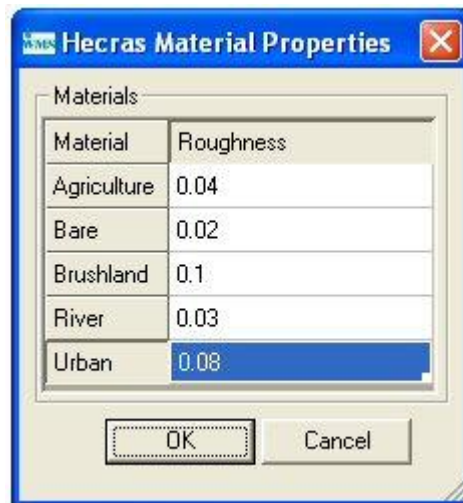 WMS Hecras Material Properties
Materials
Material Roughness
Agriculture 0.04
Bare 0.02
Brushland 0.1
River 0.03
Urban 0.08
OK Cancel